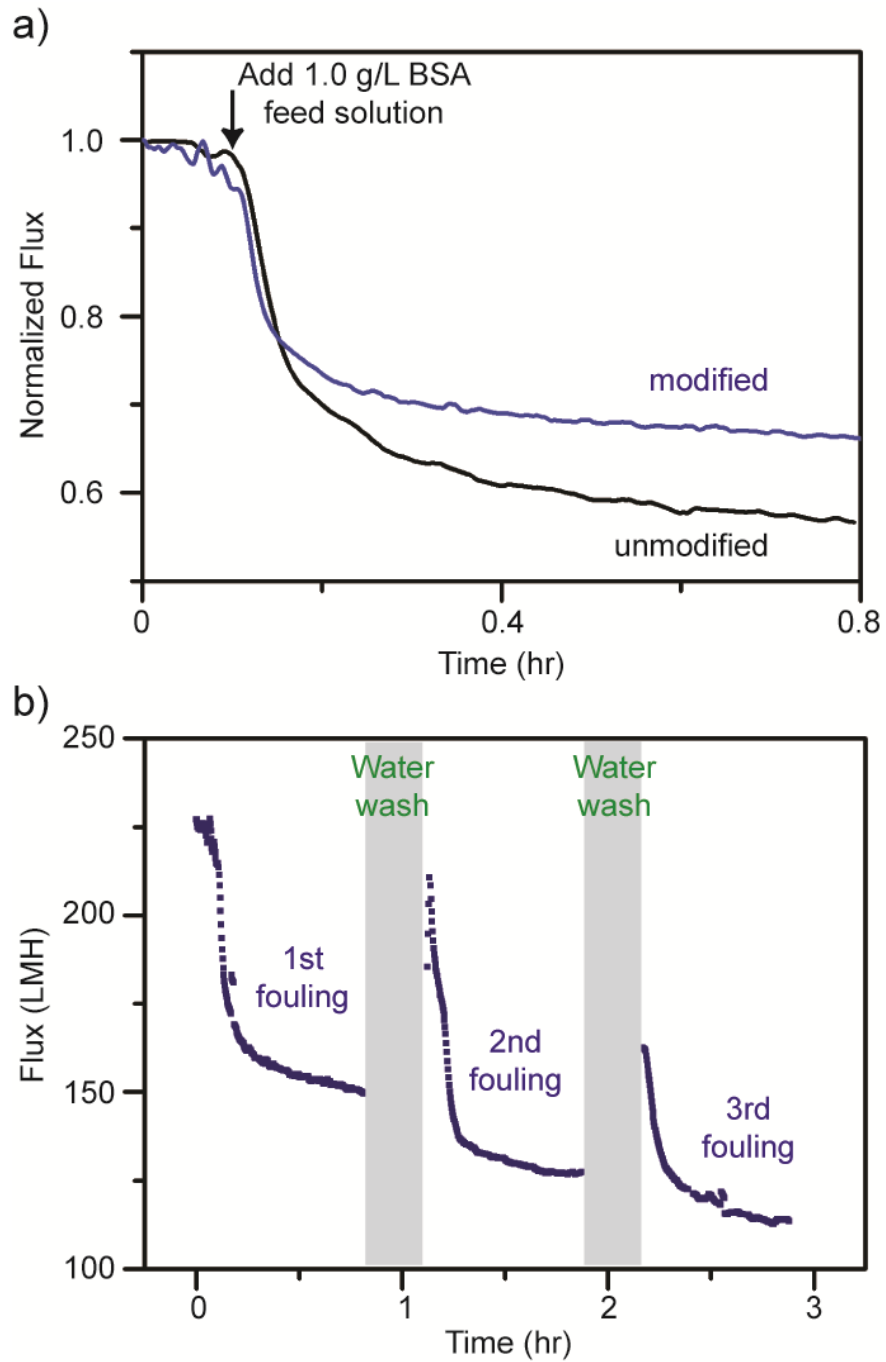 a)
Add 1.0 g/L BSA
feed solution
1.0
0.8
0.6
Normalized Flux
modified
unmodified
0
0.4
0.8
Time (hr)
b)
250
200
150
100
Flux (LMH)
Water
wash
Water
wash
1st
fouling
2nd
fouling
3rd
fouling
0
1
2
3
Time (hr)